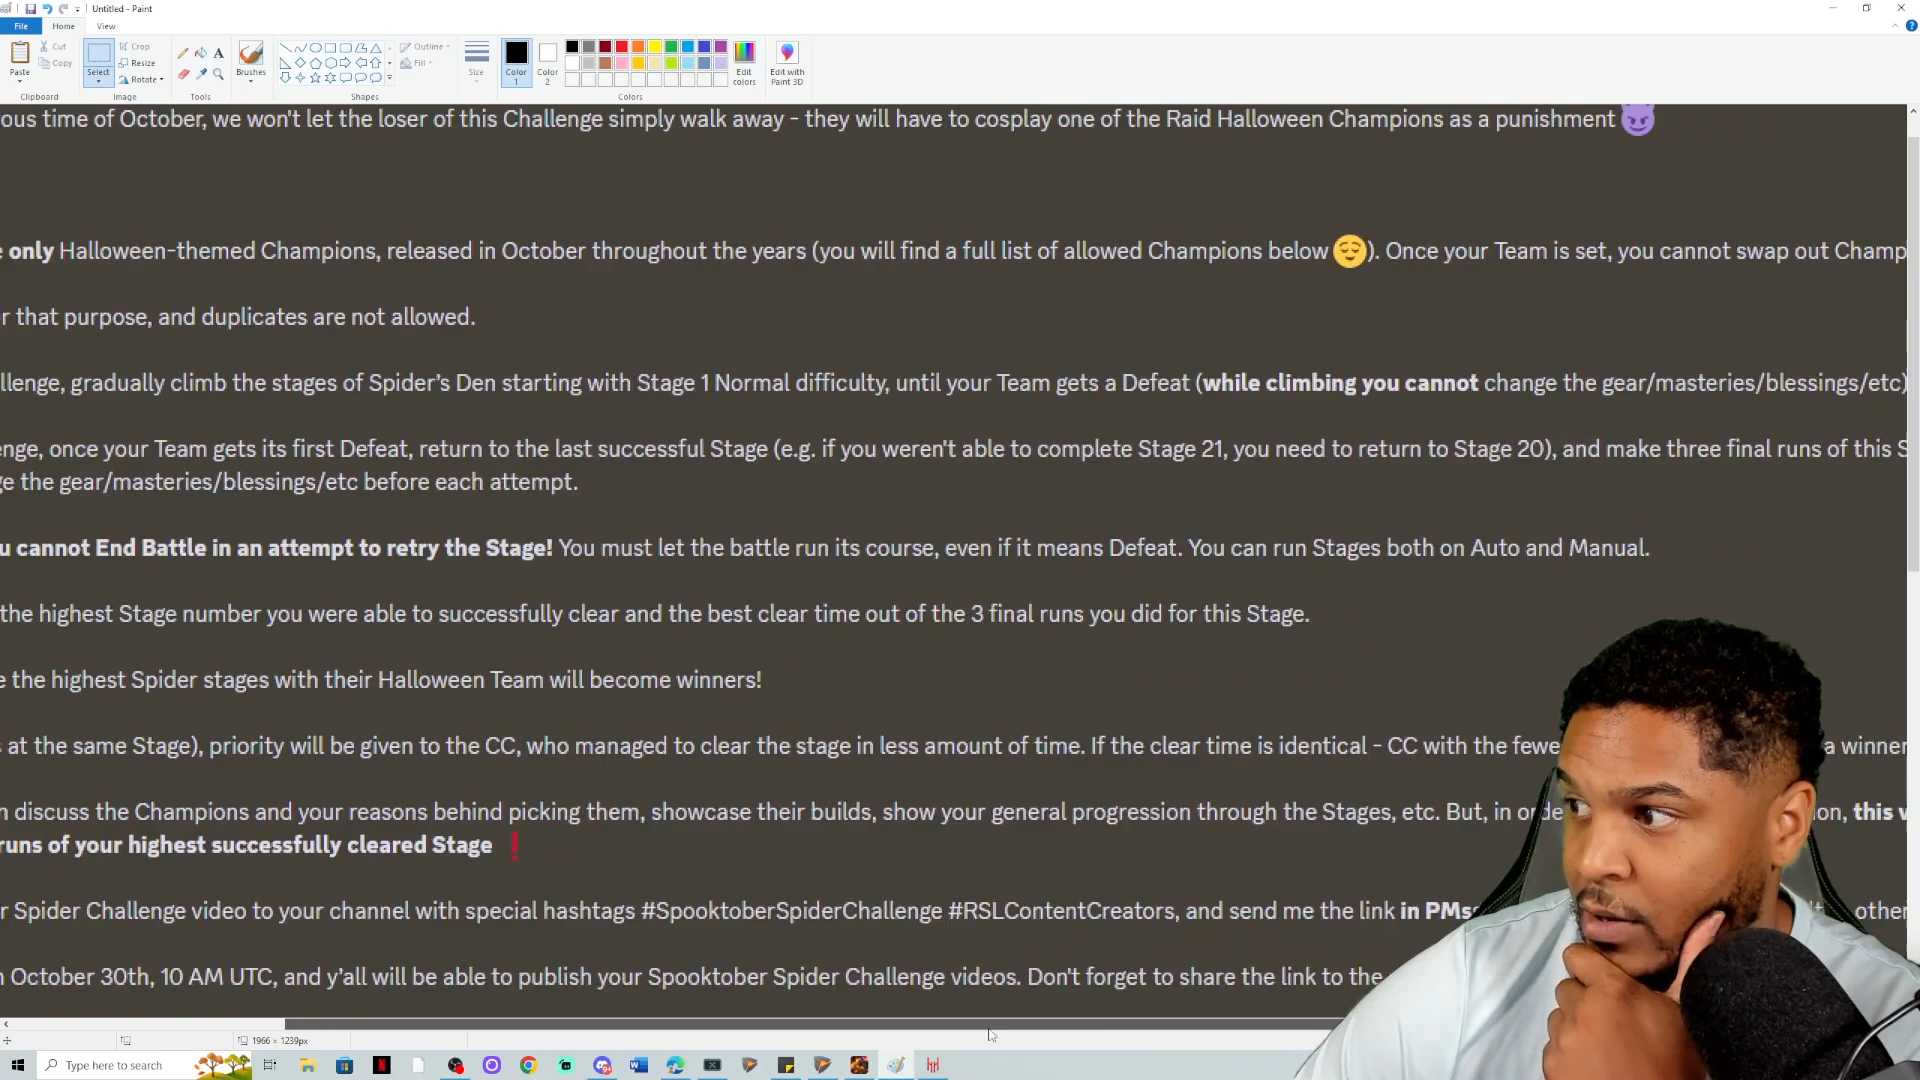 Untitled - Paint
File Home View
Paste
Cut
Copy
Clipboard
Select
Crop
Resize
Rotate
Image
Tools
Brushes
Shapes
Outline
Fill
Size
Color 1
Color 2
Edit colors
Edit with Paint 3D
Colors
ous time of October, we won't let the loser of this Challenge simply walk away - they will have to cosplay one of the Raid Halloween Champions as a punishment
only Halloween-themed Champions, released in October throughout the years (you will find a full list of allowed Champions below ). Once your Team is set, you cannot swap out Champ
r that purpose, and duplicates are not allowed.
llenge, gradually climb the stages of Spider’s Den starting with Stage 1 Normal difficulty, until your Team gets a Defeat (while climbing you cannot change the gear/masteries/blessings/etc)
enge, once your Team gets its first Defeat, return to the last successful Stage (e.g. if you weren't able to complete Stage 21, you need to return to Stage 20), and make three final runs of this S
ge the gear/masteries/blessings/etc before each attempt.
u cannot End Battle in an attempt to retry the Stage! You must let the battle run its course, even if it means Defeat. You can run Stages both on Auto and Manual.
the highest Stage number you were able to successfully clear and the best clear time out of the 3 final runs you did for this Stage.
e the highest Spider stages with their Halloween Team will become winners!
s at the same Stage), priority will be given to the CC, who managed to clear the stage in less amount of time. If the clear time is identical - CC with the fewe a winner
n discuss the Champions and your reasons behind picking them, showcase their builds, show your general progression through the Stages, etc. But, in orde on, this v
runs of your highest successfully cleared Stage ❗
r Spider Challenge video to your channel with special hashtags #SpooktoberSpiderChallenge #RSLContentCreators, and send me the link in PMs other
n October 30th, 10 AM UTC, and y’all will be able to publish your Spooktober Spider Challenge videos. Don't forget to share the link to the
1966 × 1239px
Type here to search